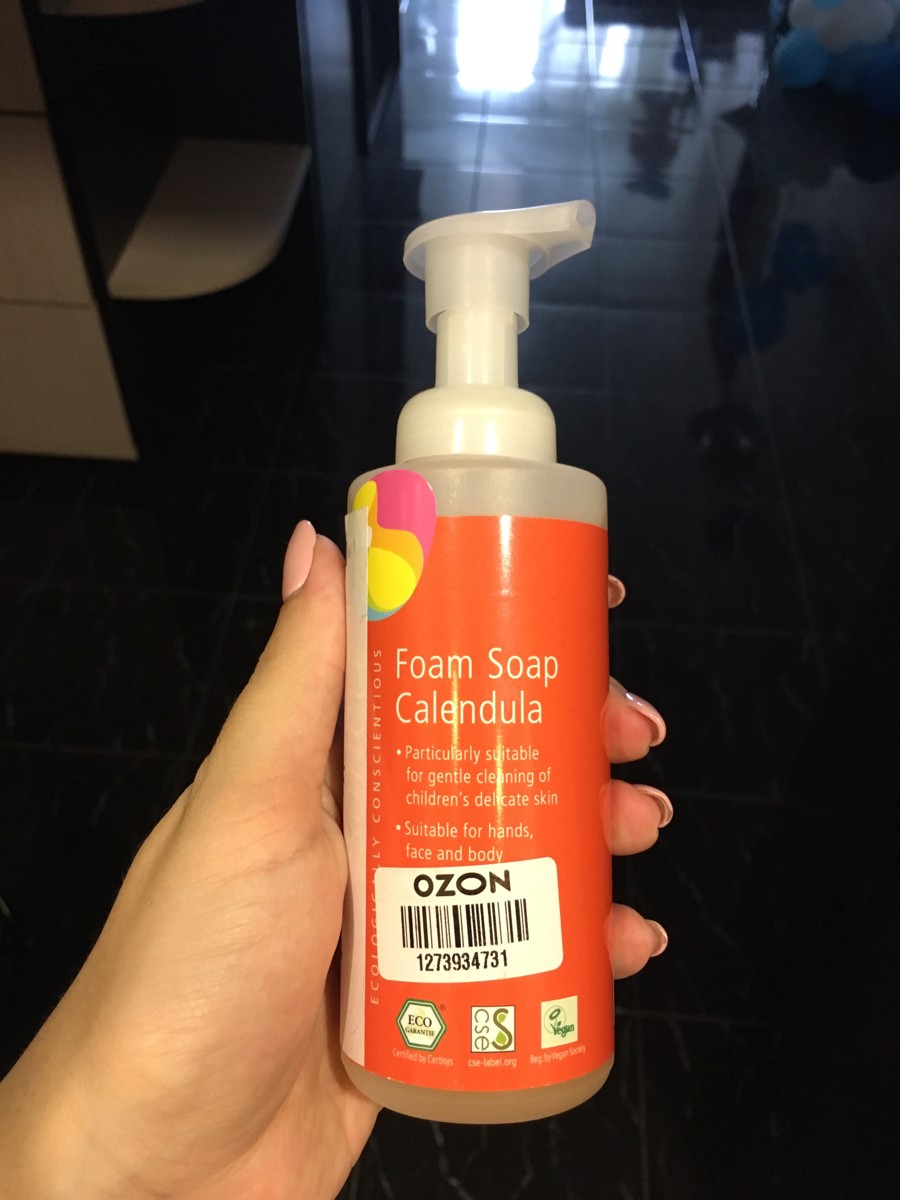 Foam Soap
Calendula
• Particularly suitable
for gentle cleaning of
children's delicate skin
• Suitable for hands,
face and body
ECOLOGICALLY CONSCIENTIOUS
OZON
1273934731
ECO
GARANTIE
®
Certified by Certisys
cse
cse-label.org
Vegan
Reg. by Vegan Society